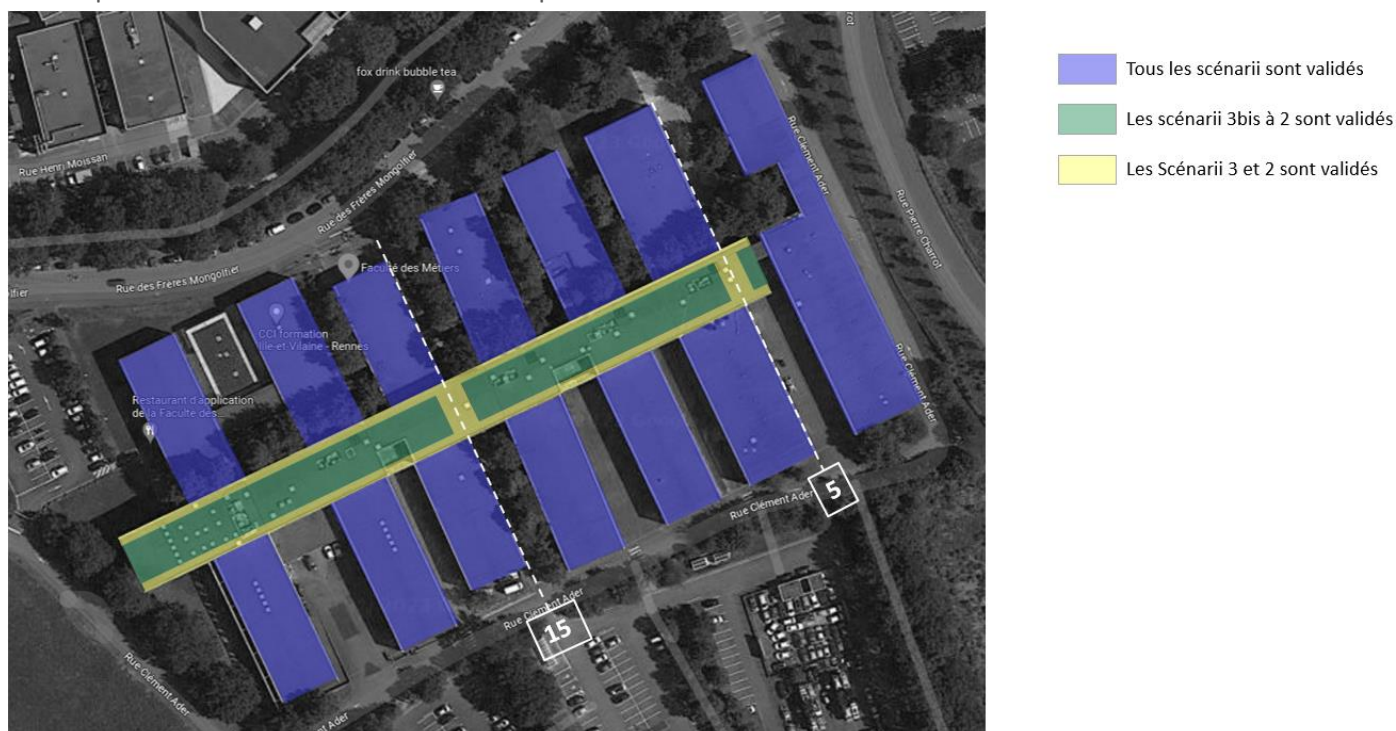 fox drink bubble tea
Rue Henri Moissan
Rue des Frères Mongolfier
Rue des Frères Mongolfier
lfier
Faculté des Métiers
CCI formation
Ille et Vilaine - Rennes
Restaurant d'application
de la Faculté des...
Rue Clément Ader
Rue Pierre Charrot
rot
Rue Clément Ader
Rue Clément Ader
5
Rue Clément Ader
15
Rue Clément Ader
Ader
Tous les scénarii sont validés
Les scénarii 3bis à 2 sont validés
Les Scénarii 3 et 2 sont validés